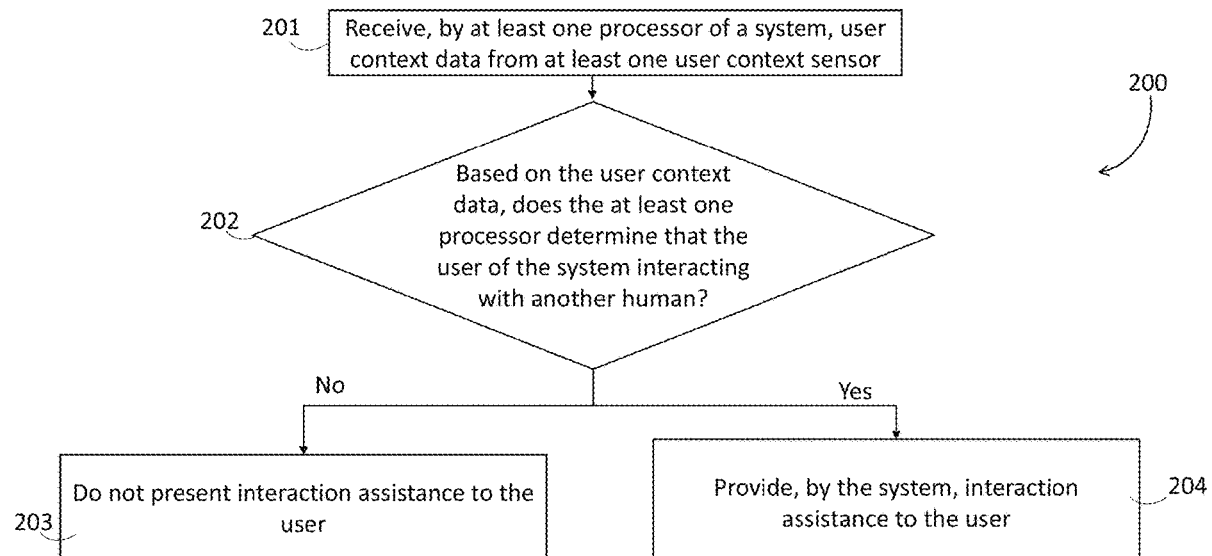 201
Receive, by at least one processor of a system, user
context data from at least one user context sensor
200
Based on the user context
data, does the at least one
processor determine that the
user of the system interacting
with another human?
202
No
Yes
Do not present interaction assistance to the
user
203
Provide, by the system, interaction
assistance to the user
204